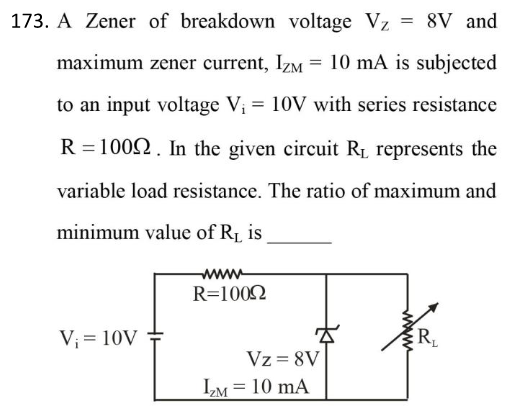 173. A Zener of breakdown voltage V_Z = 8V and
maximum zener current, I_ZM = 10 mA is subjected
to an input voltage V_i = 10V with series resistance
R = 100Ω. In the given circuit R_L represents the
variable load resistance. The ratio of maximum and
minimum value of R_L is ______
R=100Ω
V_i = 10V
R_L
V_Z = 8V
I_ZM = 10 mA